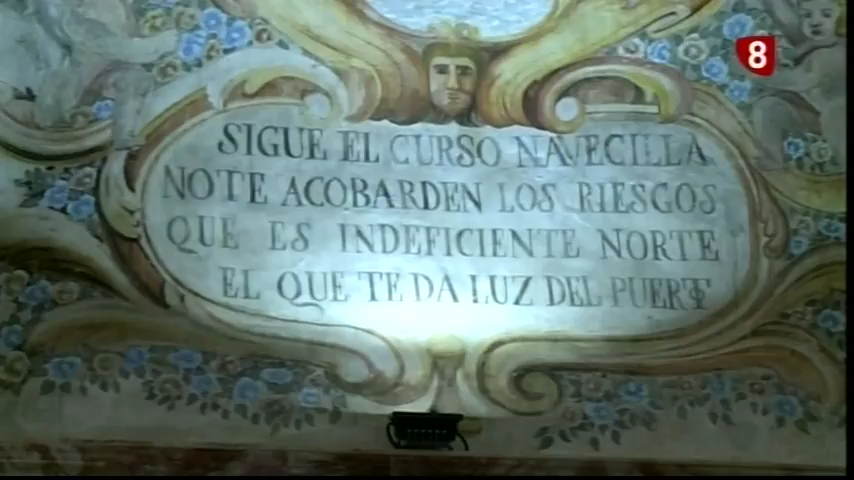 8
SIGUE EL CURSO NAVECILLA
NOTE ACOBARDEN LOS RIESGOS
QUE ES INDEFICIENTE NORTE
EL QUE TE DA LUZ DEL PUERTO